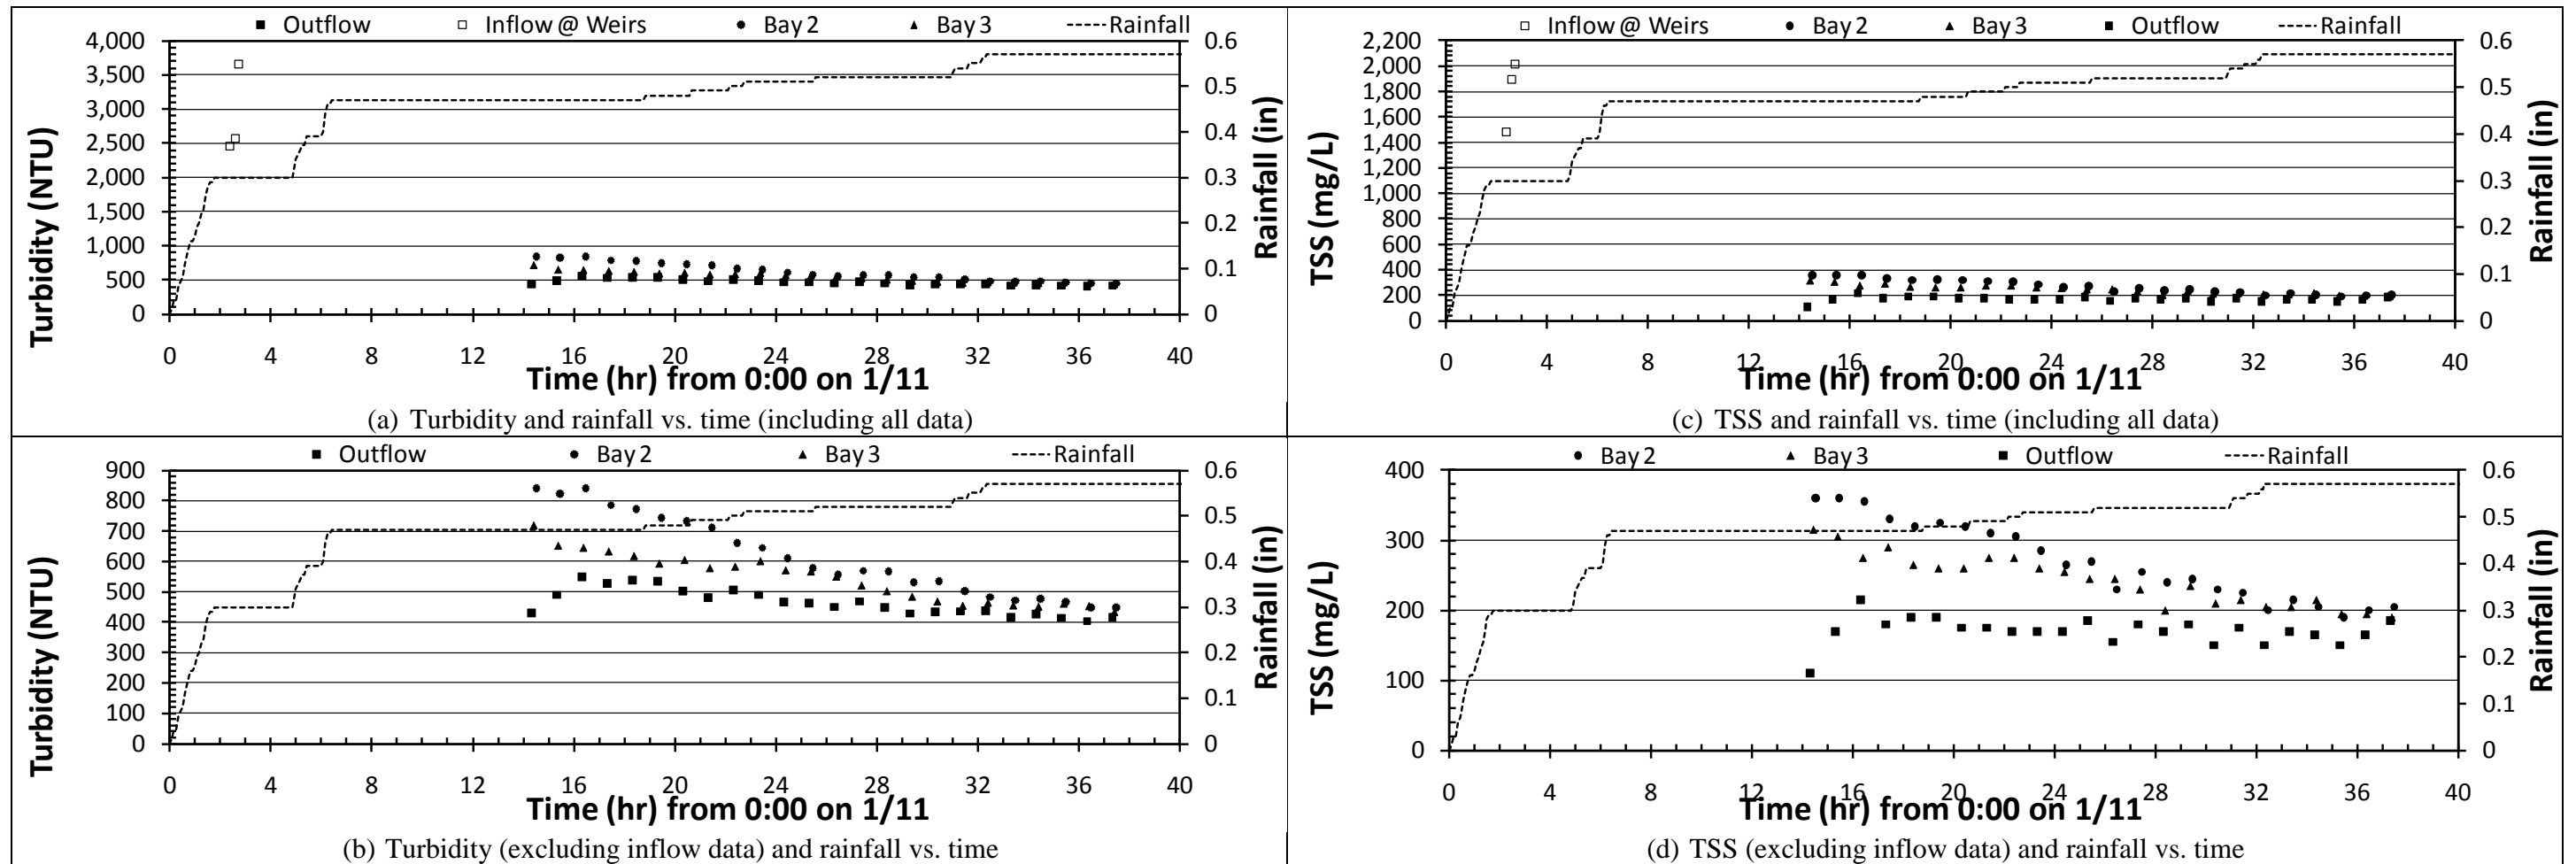 ■ Outflow □ Inflow @ Weirs ● Bay 2 ▲ Bay 3 ------ Rainfall
Turbidity (NTU)
4,000
3,500
3,000
2,500
2,000
1,500
1,000
500
0
0.6
0.5
0.4
0.3
0.2
0.1
0
Rainfall (in)
0 4 8 12 16 20 24 28 32 36 40
Time (hr) from 0:00 on 1/11
(a) Turbidity and rainfall vs. time (including all data)
□ Inflow @ Weirs ● Bay 2 ▲ Bay 3 ■ Outflow ------ Rainfall
TSS (mg/L)
2,200
2,000
1,800
1,600
1,400
1,200
1,000
800
600
400
200
0
0.6
0.5
0.4
0.3
0.2
0.1
0
Rainfall (in)
0 4 8 12 16 20 24 28 32 36 40
Time (hr) from 0:00 on 1/11
(c) TSS and rainfall vs. time (including all data)
■ Outflow ● Bay 2 ▲ Bay 3 ------ Rainfall
Turbidity (NTU)
900
800
700
600
500
400
300
200
100
0
0.6
0.5
0.4
0.3
0.2
0.1
0
Rainfall (in)
0 4 8 12 16 20 24 28 32 36 40
Time (hr) from 0:00 on 1/11
(b) Turbidity (excluding inflow data) and rainfall vs. time
● Bay 2 ▲ Bay 3 ■ Outflow ------ Rainfall
TSS (mg/L)
400
300
200
100
0
0.6
0.5
0.4
0.3
0.2
0.1
0
Rainfall (in)
0 4 8 12 16 20 24 28 32 36 40
Time (hr) from 0:00 on 1/11
(d) TSS (excluding inflow data) and rainfall vs. time